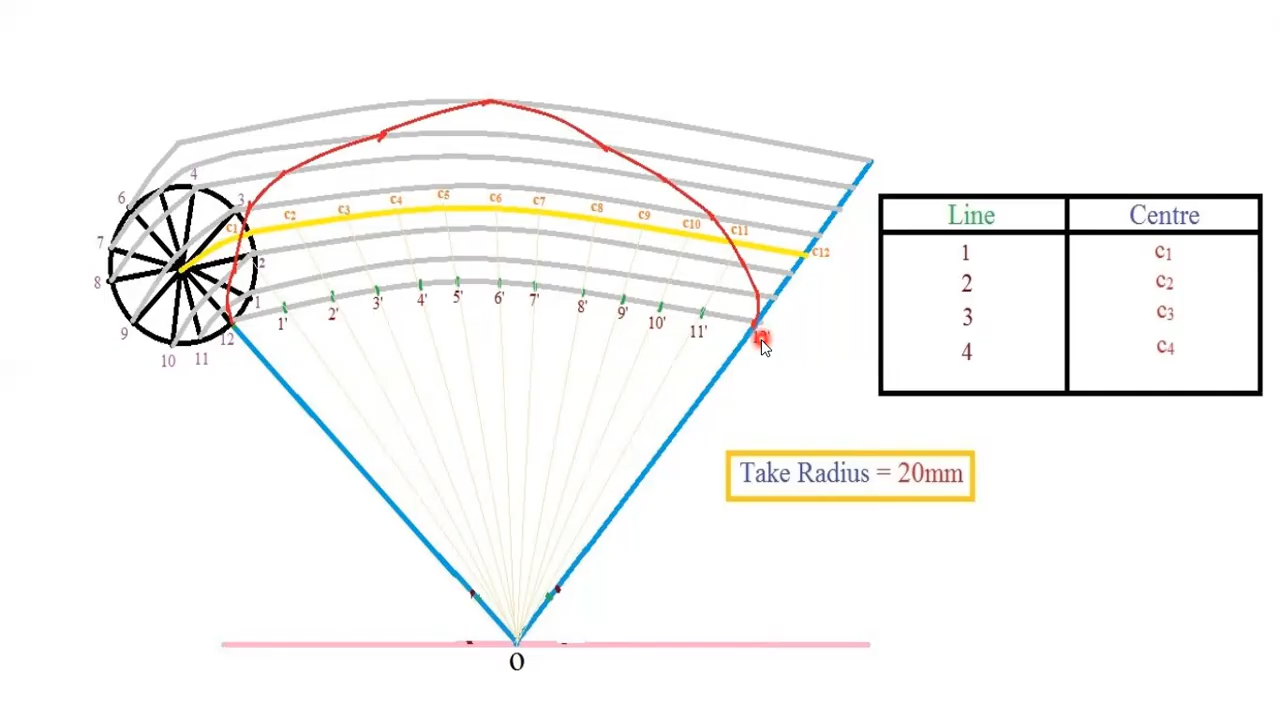 4
6
3
7
2
8
1
9
12
10
11
c1
c2
c3
c4
c5
c6
c7
c8
c9
c10
c11
c12
1'
2'
3'
4'
5'
6'
7'
8'
9'
10'
11'
O
Line Centre
1 c1
2 c2
3 c3
4 c4
Take Radius = 20mm